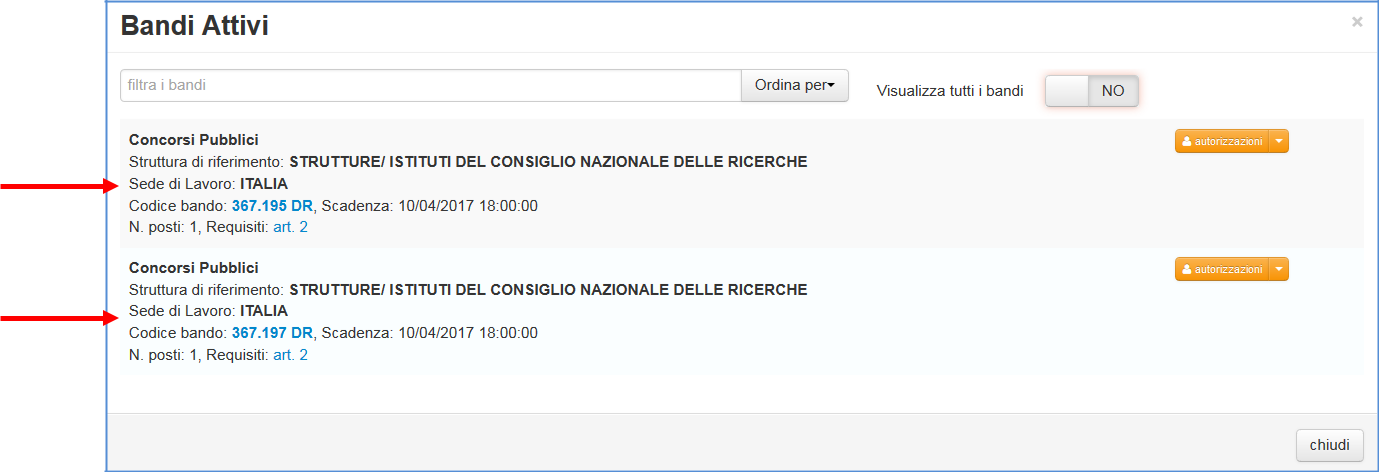 Bandi Attivi
×
filtra i bandi Ordina per Visualizza tutti i bandi NO
Concorsi Pubblici autorizzazioni
Struttura di riferimento: STRUTTURE/ ISTITUTI DEL CONSIGLIO NAZIONALE DELLE RICERCHE
Sede di Lavoro: ITALIA
Codice bando: 367.195 DR, Scadenza: 10/04/2017 18:00:00
N. posti: 1, Requisiti: art. 2
Concorsi Pubblici autorizzazioni
Struttura di riferimento: STRUTTURE/ ISTITUTI DEL CONSIGLIO NAZIONALE DELLE RICERCHE
Sede di Lavoro: ITALIA
Codice bando: 367.197 DR, Scadenza: 10/04/2017 18:00:00
N. posti: 1, Requisiti: art. 2
chiudi